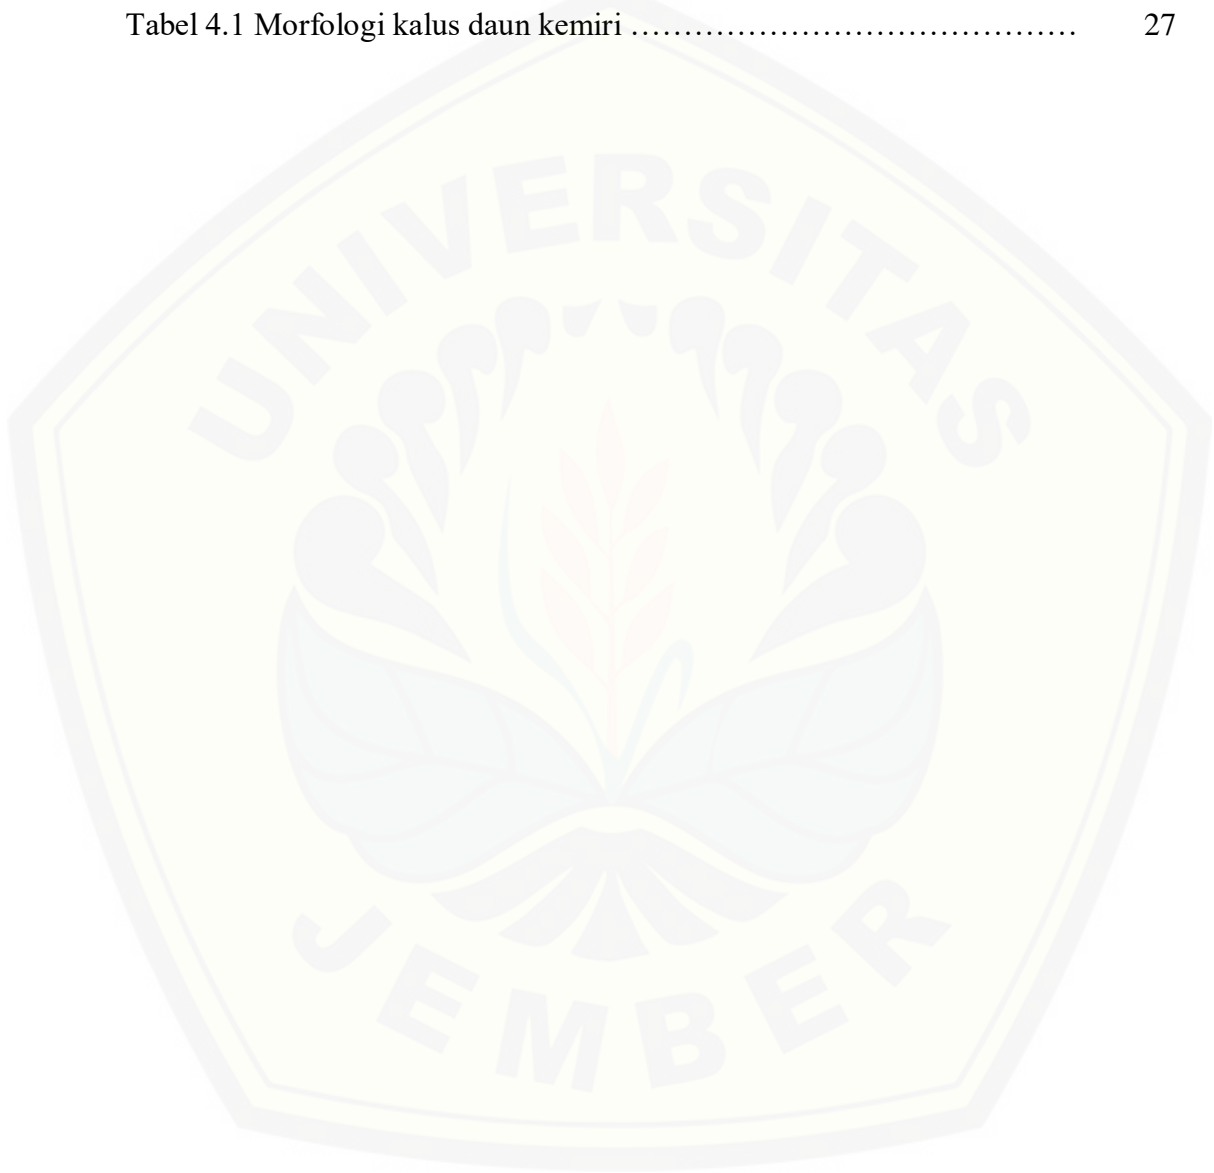 Tabel 4.1 Morfologi kalus daun kemiri …………………………………… 27
UNIVERSITAS
JEMBER